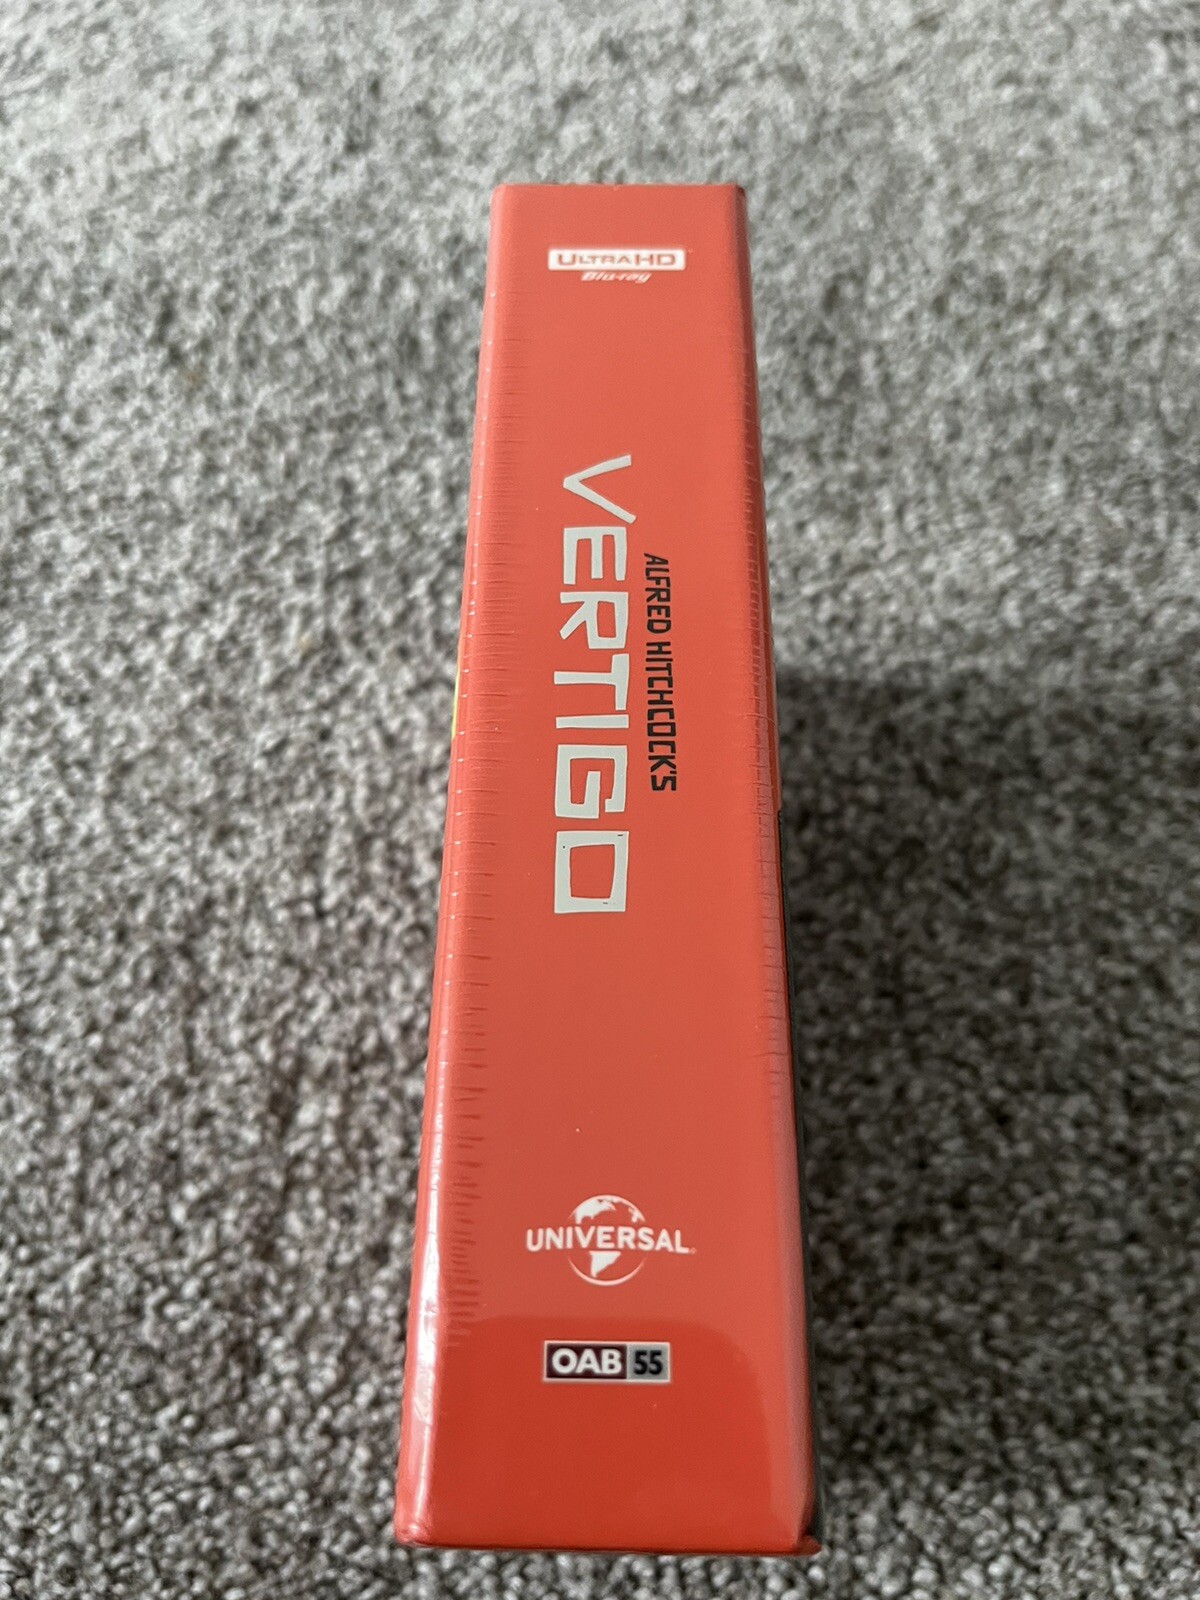 ULTRA HD
Blu-ray
ALFRED HITCHCOCK'S
VERTIGO
UNIVERSAL
OAB 55